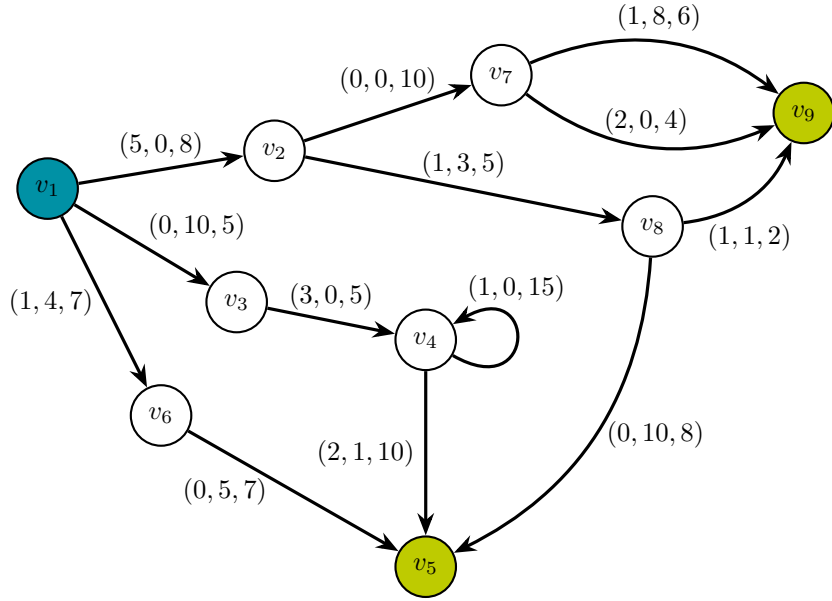 (1, 8, 6)
v7
(0, 0, 10)
v9
(2, 0, 4)
(5, 0, 8)
v2
(1, 3, 5)
v1
(0, 10, 5)
v8
(1, 1, 2)
(1, 4, 7)
v3
(3, 0, 5)
(1, 0, 15)
v4
v6
(2, 1, 10)
(0, 10, 8)
(0, 5, 7)
v5